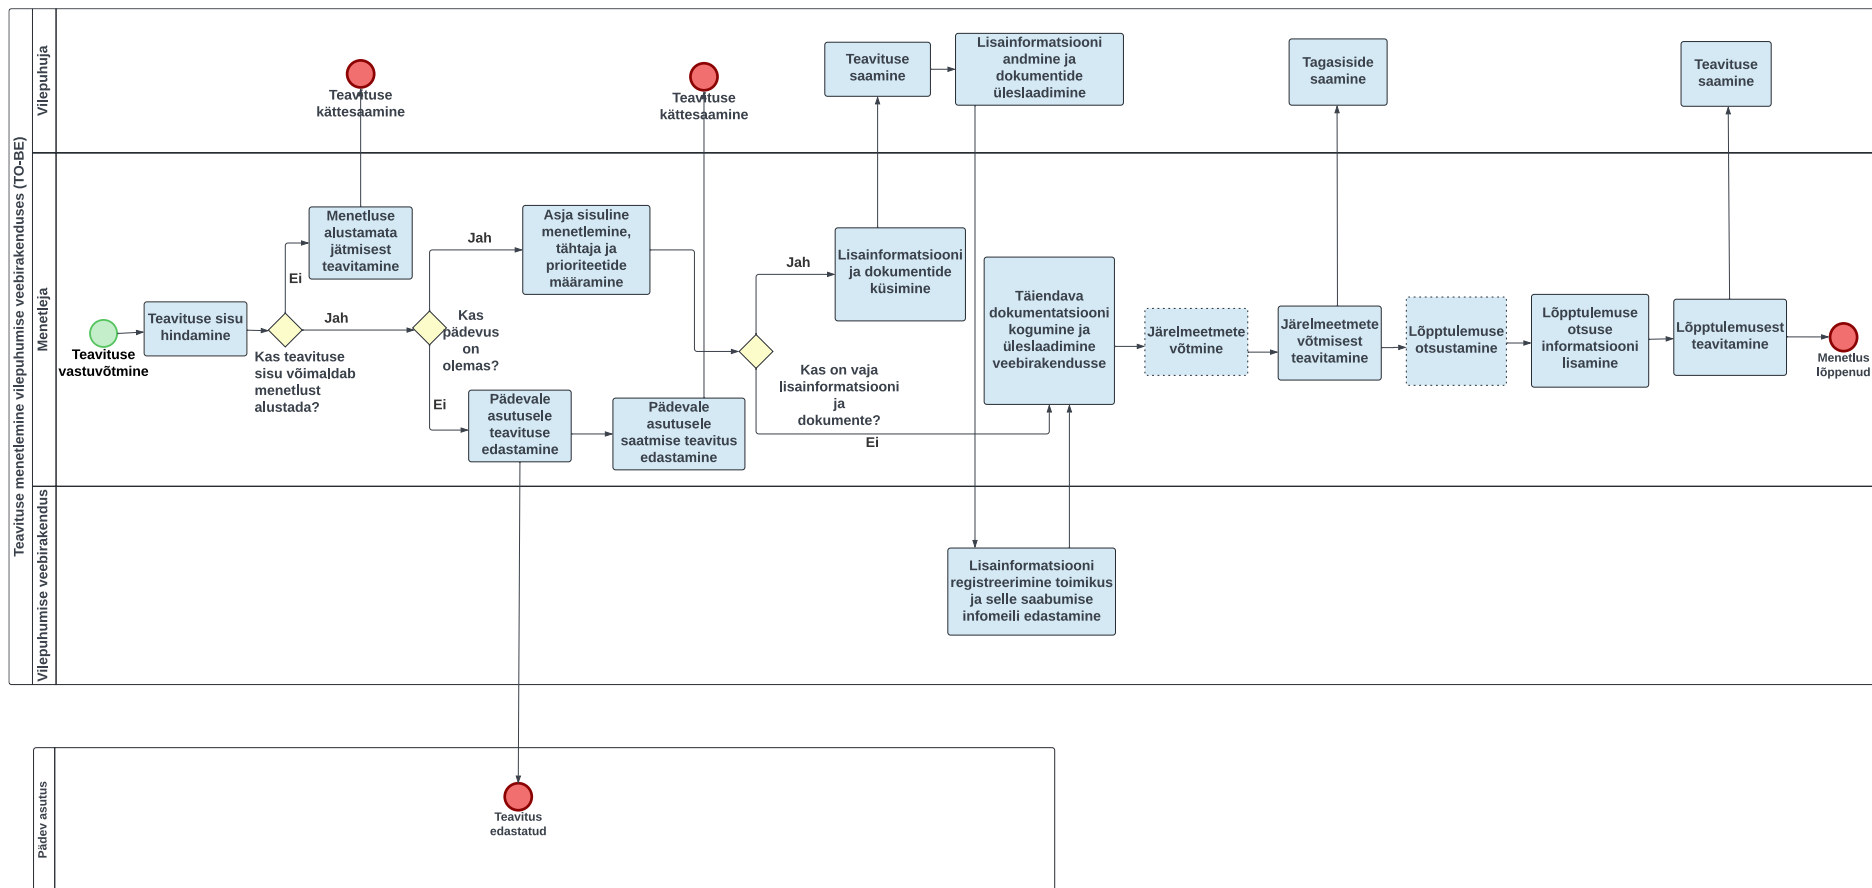 Teavituse menetlemine vilepuhumise veebirakenduses (TO-BE)
Vilepuhuja
Teavituse
kättesaamine
Teavituse
kättesaamine
Teavituse
saamine
Lisainformatsiooni
andmine ja
dokumentide
üleslaadimine
Tagasiside
saamine
Teavituse
saamine
Menetleja
Teavituse
vastuvõtmine
Teavituse sisu
hindamine
Kas teavituse
sisu võimaldab
menetlust
alustada?
Ei
Menetluse
alustamata
jätmisest
teavitamine
Jah
Kas
pädevus
on
olemas?
Jah
Asja sisuline
menetlemine,
tähtaja ja
prioriteetide
määramine
Ei
Pädevale
asutusele
teavituse
edastamine
Pädevale
asutusele
saatmise teavitus
edastamine
Kas on vaja
lisainformatsiooni
ja
dokumente?
Jah
Lisainformatsiooni
ja dokumentide
küsimine
Ei
Täiendava
dokumentatsiooni
kogumine ja
üleslaadimine
veebirakendusse
Järelmeetmete
võtmine
Järelmeetmete
võtmisest
teavitamine
Lõpptulemuse
otsustamine
Lõpptulemuse
otsuse
informatsiooni
lisamine
Lõpptulemusest
teavitamine
Menetlus
lõppenud
Vilepuhumise veebirakendus
Lisainformatsiooni
registreerimine toimikus
ja selle saabumise
infomeili edastamine
Pädev asutus
Teavitus
edastatud